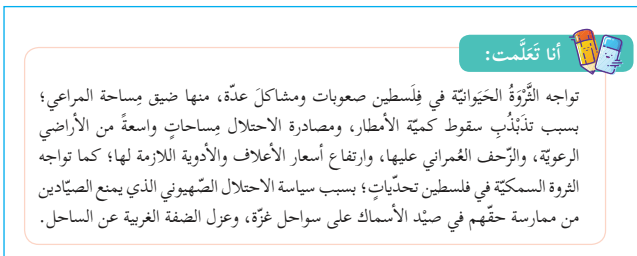 أنا تَعَلَّمت:
تواجه الثَّرْوَةُ الحَيَوانيّة في فِلَسطين صعوبات ومشاكلَ عدّة، منها ضيق مِساحة المراعي؛
بسبب تذَبْذُبِ سقوط كميّة الأمطار، ومصادرة الاحتلال مِساحاتٍ واسعةً من الأراضي
الرعويّة، والزّحف العُمراني عليها، وارتفاع أسعار الأعلاف والأدوية اللازمة لها؛ كما تواجه
الثروة السمكيّة في فلسطين تحدّياتٍ؛ بسبب سياسة الاحتلال الصّهيوني الذي يمنع الصيّادين
من ممارسة حقّهم في صيْد الأسماك على سواحل غزّة، وعزل الضفة الغربية عن الساحل.